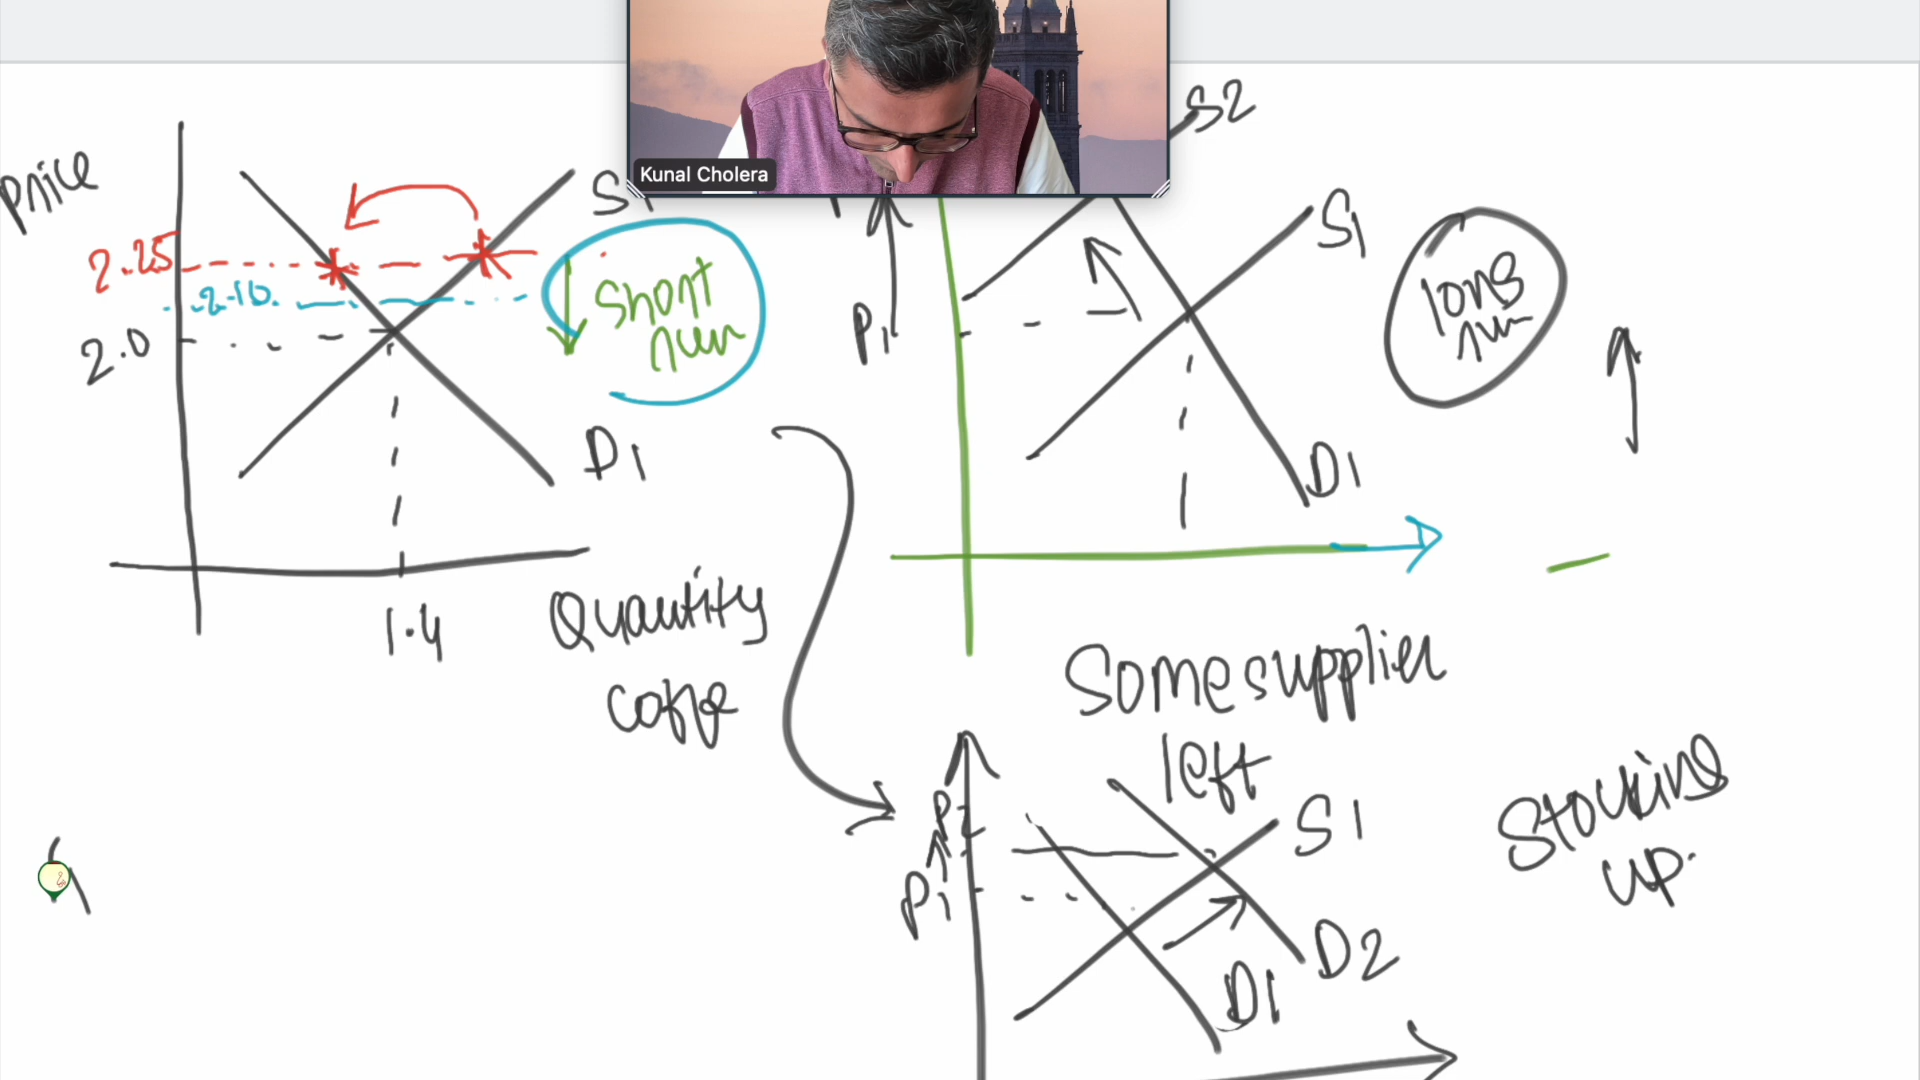 Kunal Cholera
Price
S2
S1
2.25
2.10
2.0
Short
run
P1
S1
long
run
D1
D1
1.4
Quantity
coffe
Some supplier
left
P2
P1
S1
D2
D1
Stocking
up.